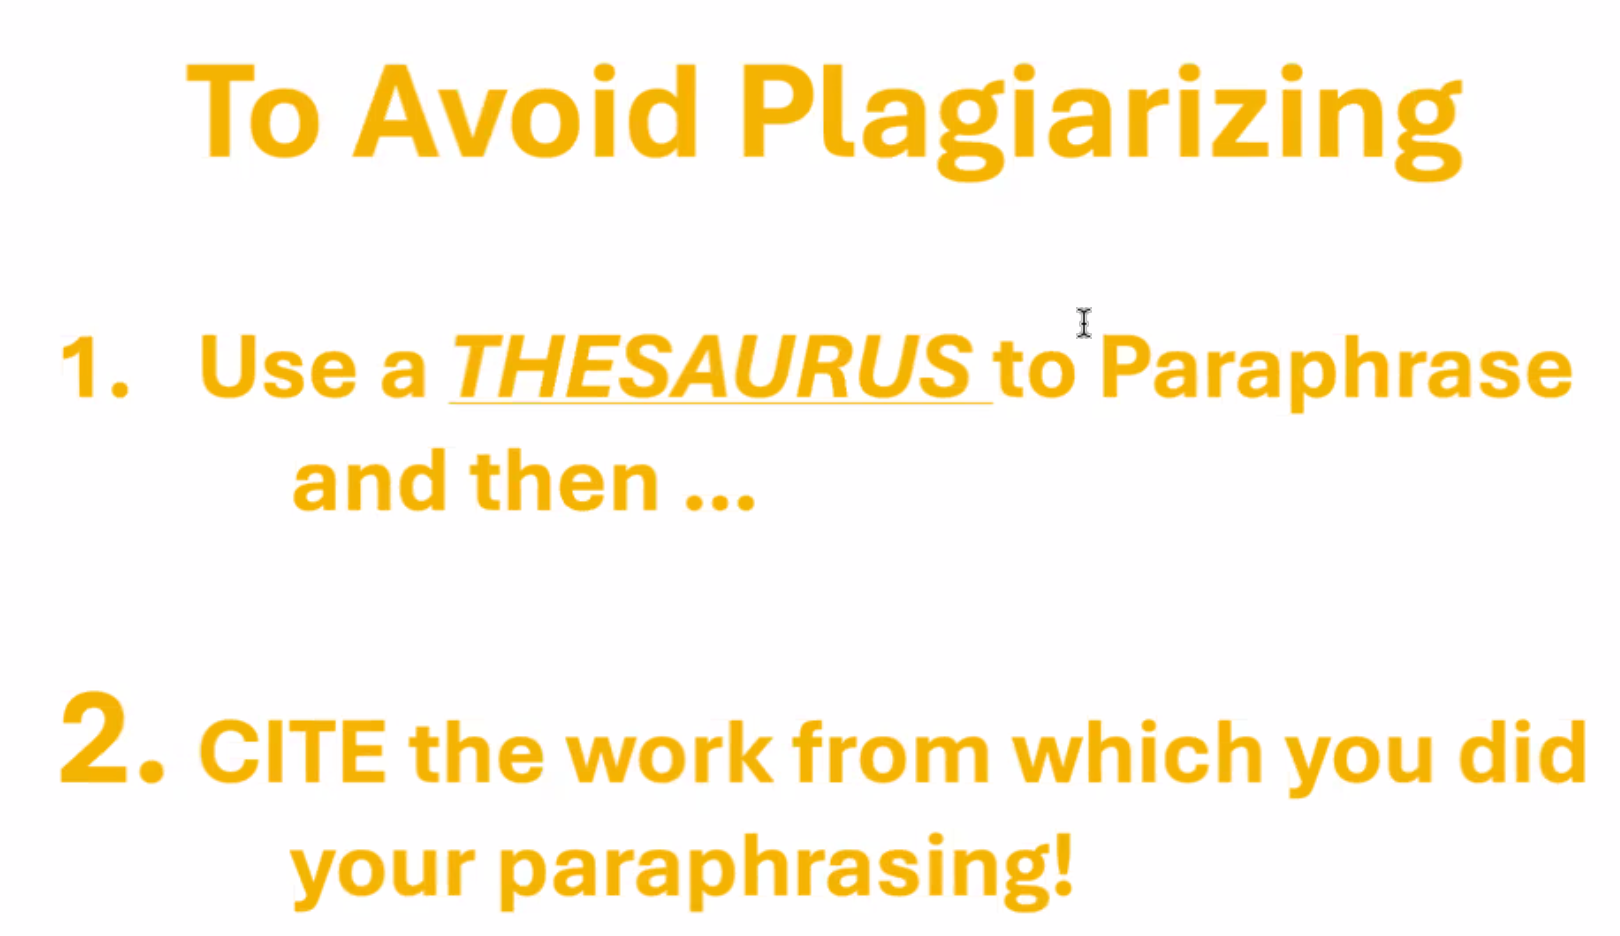 To Avoid Plagiarizing
1. Use a THESAURUS to Paraphrase
and then ...
2. CITE the work from which you did
your paraphrasing!